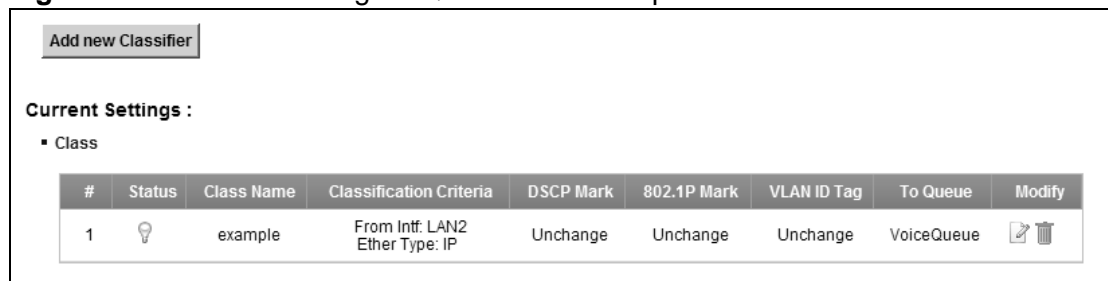 Add new Classifier
Current Settings :
▪ Class
# Status Class Name Classification Criteria DSCP Mark 802.1P Mark VLAN ID Tag To Queue Modify
1 example From Intf: LAN2 Unchange Unchange Unchange VoiceQueue
Ether Type: IP